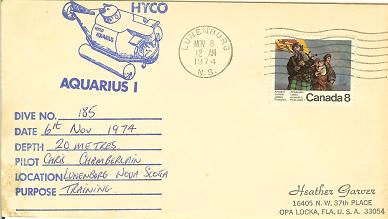 HYCO
HYCO
AQUARIUS
AQUARIUS I
LUNENBURG
NOV 8
12 AM
1974
N.S.
Canada 8
DIVE NO. 185
DATE 6th Nov 1974
DEPTH 20 METRES
PILOT CHRIS CHAMBERLAIN
LOCATION LUNENBURG NOVA SCOTIA
PURPOSE TRAINING
Heather Garver
16405 N. W. 37th PLACE
OPA LOCKA, FLA. U. S. A. 33054